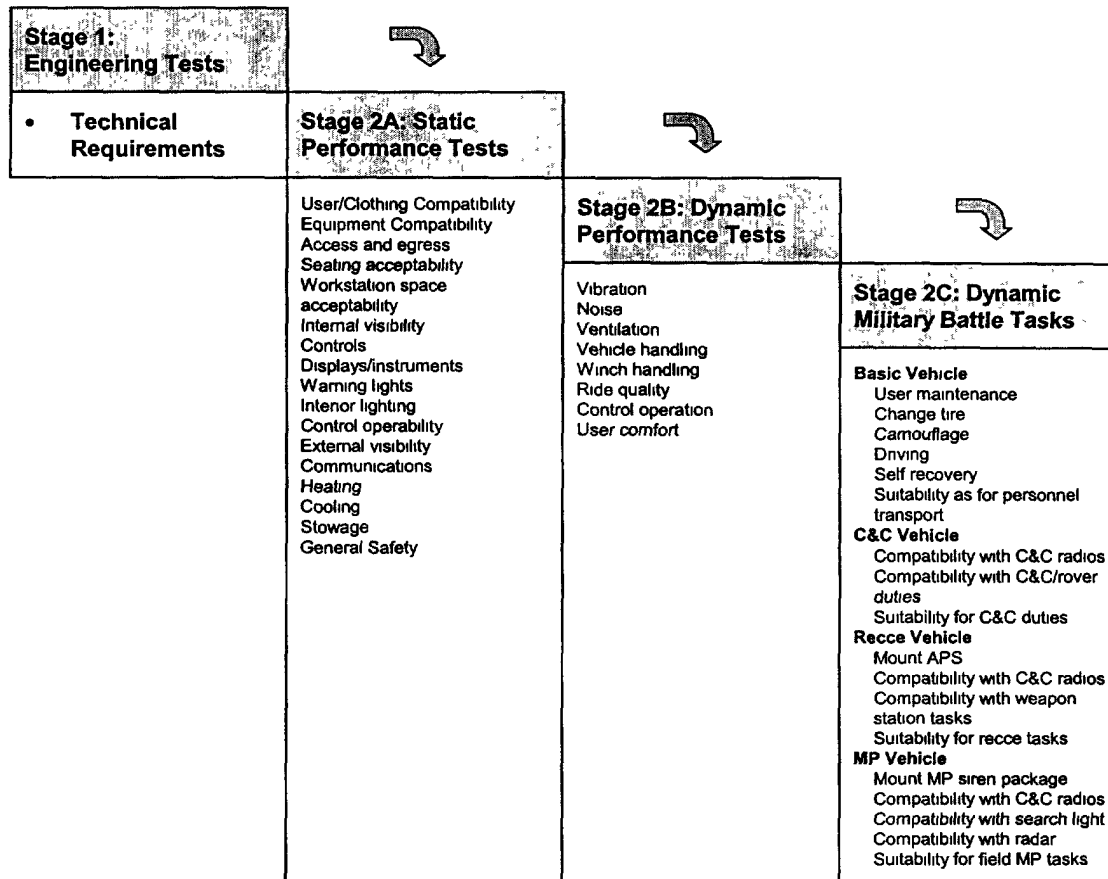 Stage 1:
Engineering Tests
• Technical
Requirements
Stage 2A: Static
Performance Tests
User/Clothing Compatibility
Equipment Compatibility
Access and egress
Seating acceptability
Workstation space
acceptability
Internal visibility
Controls
Displays/instruments
Warning lights
Interior lighting
Control operability
External visibility
Communications
Heating
Cooling
Stowage
General Safety
Stage 2B: Dynamic
Performance Tests
Vibration
Noise
Ventilation
Vehicle handling
Winch handling
Ride quality
Control operation
User comfort
Stage 2C: Dynamic
Military Battle Tasks
Basic Vehicle
User maintenance
Change tire
Camouflage
Driving
Self recovery
Suitability as for personnel
transport
C&C Vehicle
Compatibility with C&C radios
Compatibility with C&C/rover
duties
Suitability for C&C duties
Recce Vehicle
Mount APS
Compatibility with C&C radios
Compatibility with weapon
station tasks
Suitability for recce tasks
MP Vehicle
Mount MP siren package
Compatibility with C&C radios
Compatibility with search light
Compatibility with radar
Suitability for field MP tasks